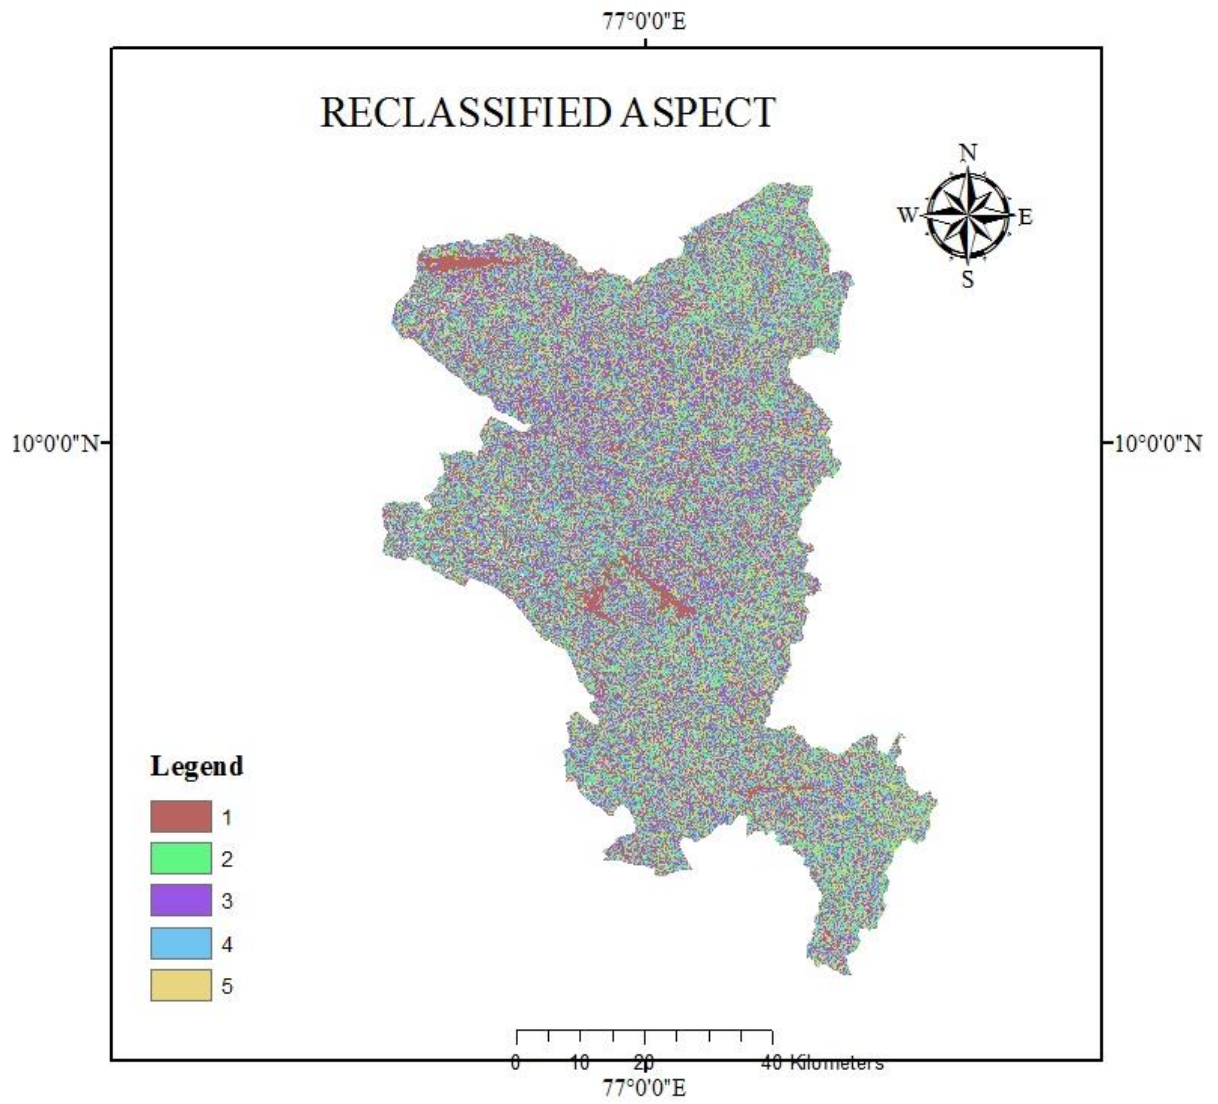 77°0'0"E
RECLASSIFIED ASPECT
N
W E
S
10°0'0"N 10°0'0"N
Legend
1
2
3
4
5
0 10 20 40 Kilometers
77°0'0"E